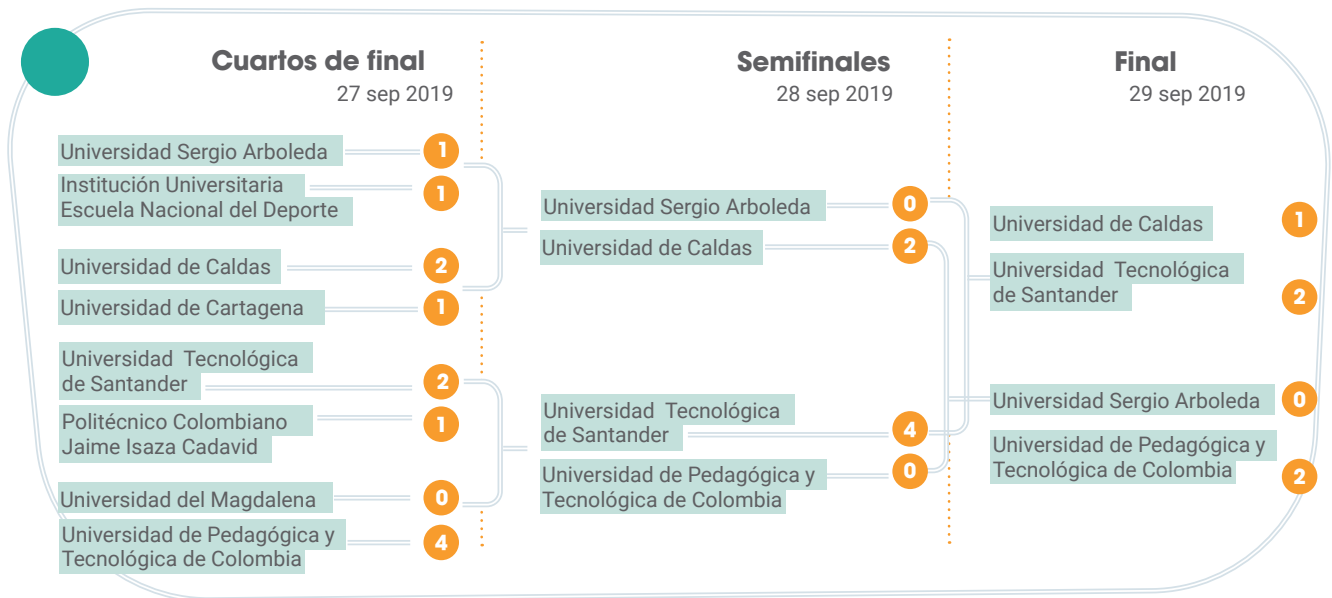 Cuartos de final
27 sep 2019
Universidad Sergio Arboleda
1
Institución Universitaria
Escuela Nacional del Deporte
1
Universidad de Caldas
2
Universidad de Cartagena
1
Universidad Tecnológica
de Santander
2
Politécnico Colombiano
Jaime Isaza Cadavid
1
Universidad del Magdalena
0
Universidad de Pedagógica y
Tecnológica de Colombia
4
Semifinales
28 sep 2019
Universidad Sergio Arboleda
0
Universidad de Caldas
2
Universidad Tecnológica
de Santander
4
Universidad de Pedagógica y
Tecnológica de Colombia
0
Final
29 sep 2019
Universidad de Caldas
1
Universidad Tecnológica
de Santander
2
Universidad Sergio Arboleda
0
Universidad de Pedagógica y
Tecnológica de Colombia
2